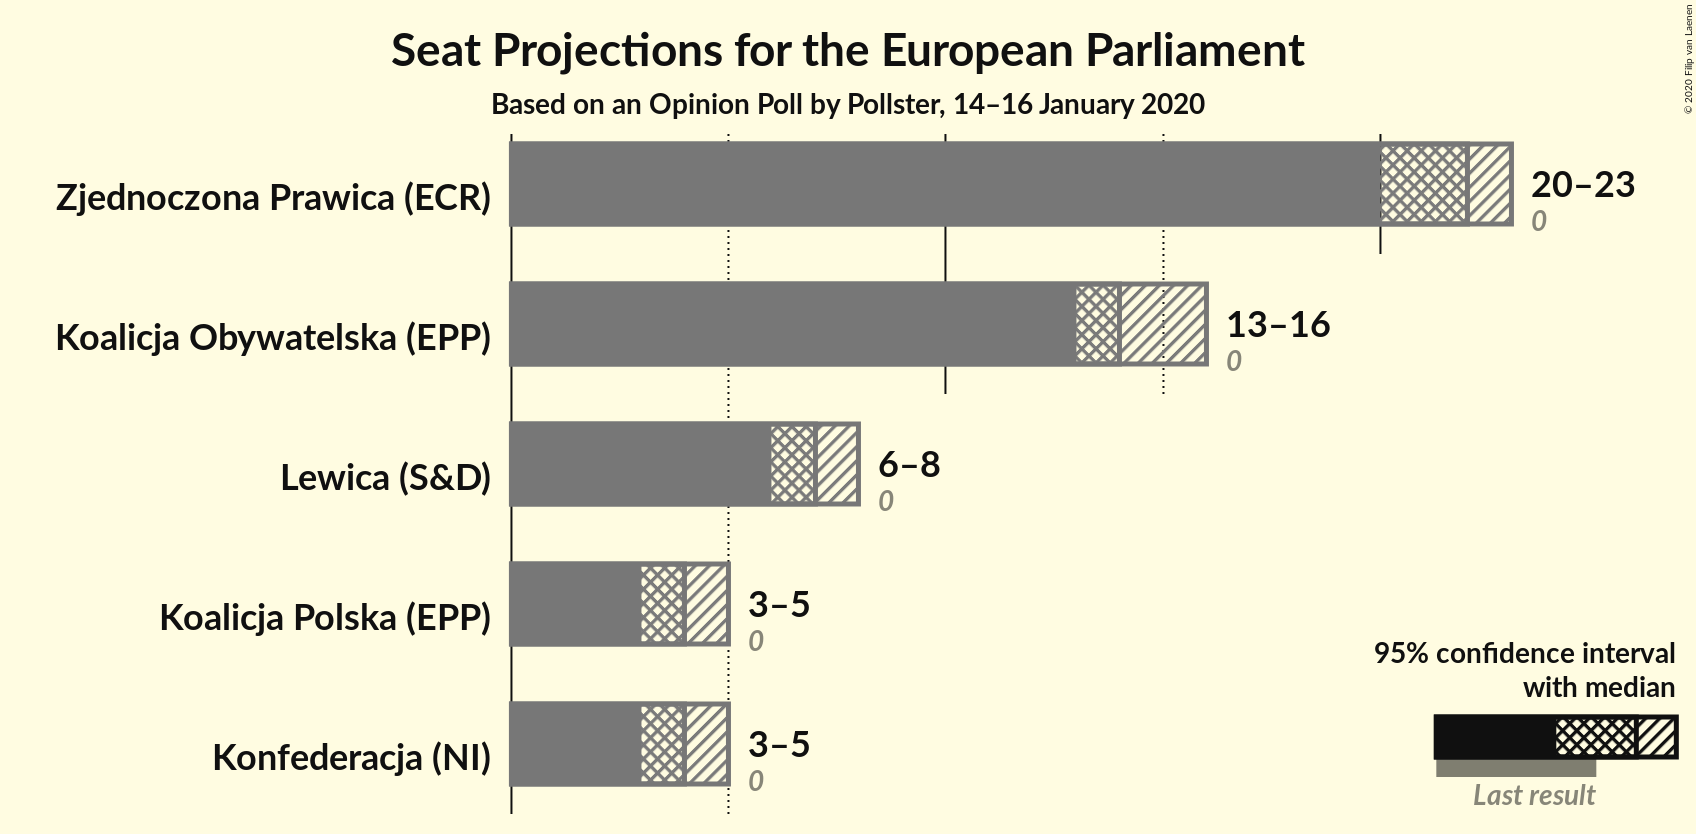 Seat Projections for the European Parliament
Based on an Opinion Poll by Pollster, 14–16 January 2020
© 2020 Filip van Laenen
Zjednoczona Prawica (ECR)
20–23
0
Koalicja Obywatelska (EPP)
13–16
0
Lewica (S&D)
6–8
0
Koalicja Polska (EPP)
3–5
0
Konfederacja (NI)
3–5
0
95% confidence interval
with median
Last result